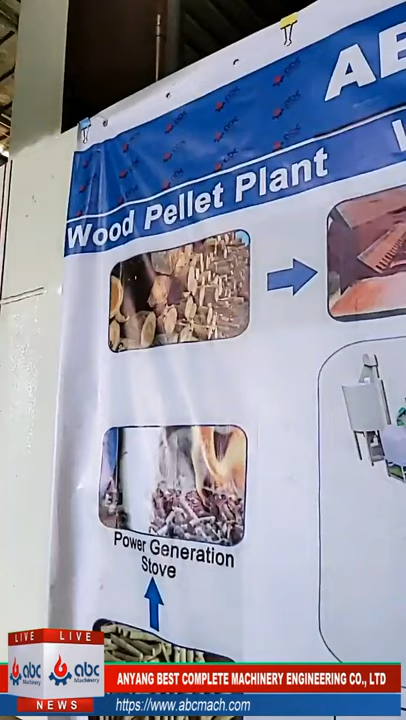 AB
Wood Pellet Plant
Power Generation
Stove
LIVE LIVE
abc
Machinery
abc
Machinery
NEWS
ANYANG BEST COMPLETE MACHINERY ENGINEERING CO., LTD
https://www.abcmach.com